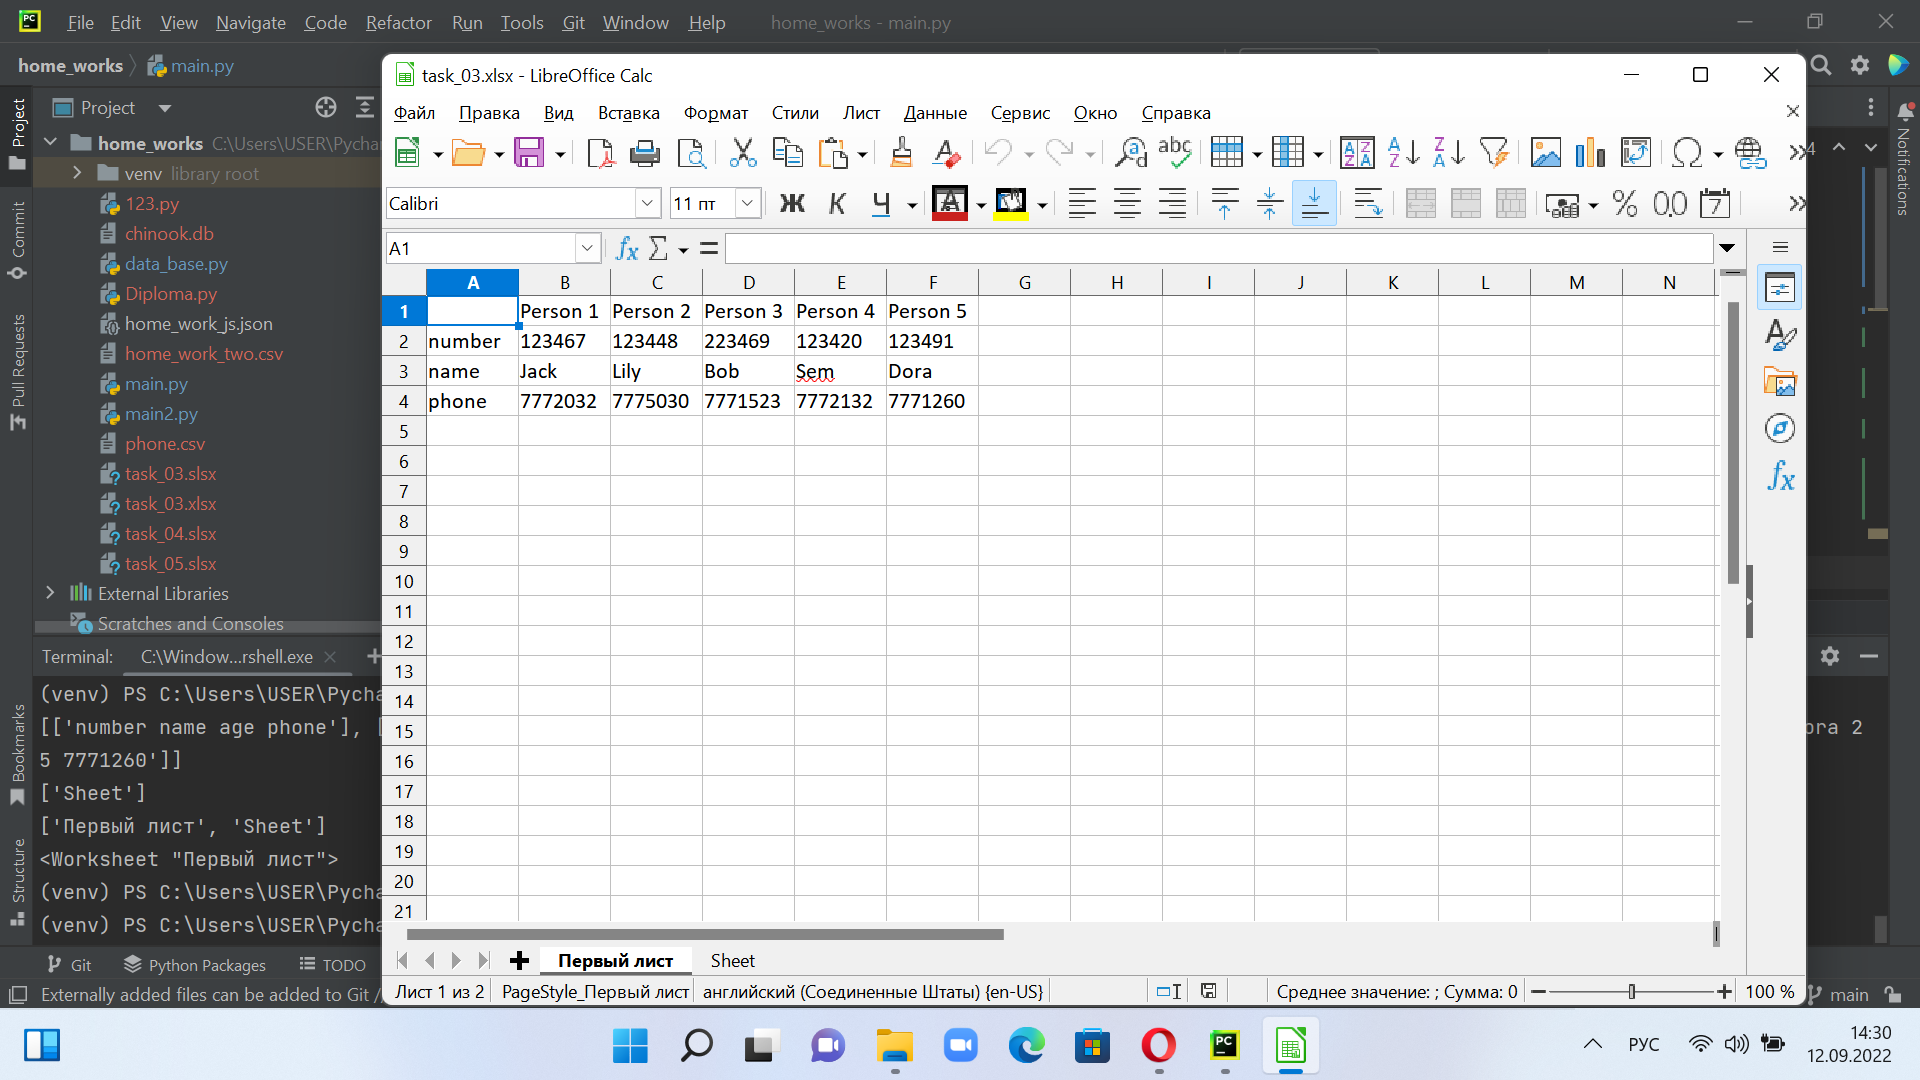 File Edit View Navigate Code Refactor Run Tools Git Window Help home_works - main.py
home_works main.py
Project
home_works C:\Users\USER\Pychar
venv library root
123.py
chinook.db
data_base.py
Diploma.py
home_work_js.json
home_work_two.csv
main.py
main2.py
phone.csv
task_03.slsx
task_03.xlsx
task_04.slsx
task_05.slsx
External Libraries
Scratches and Consoles
Project
Commit
Pull Requests
Bookmarks
Structure
Notifications
4
Terminal: C:\Window...rshell.exe
(venv) PS C:\Users\USER\Pycha
[['number name age phone'], [
ora 2
5 7771260']]
['Sheet']
['Первый лист', 'Sheet']
<Worksheet "Первый лист">
(venv) PS C:\Users\USER\Pycha
(venv) PS C:\Users\USER\Pycha
Git Python Packages TODO
Externally added files can be added to Git //
main
task_03.xlsx - LibreOffice Calc
Файл Правка Вид Вставка Формат Стили Лист Данные Сервис Окно Справка
Calibri 11 пт Ж К Ч
A1
A B C D E F G H I J K L M N
1 Person 1 Person 2 Person 3 Person 4 Person 5
2 number 123467 123448 223469 123420 123491
3 name Jack Lily Bob Sem Dora
4 phone 7772032 7775030 7771523 7772132 7771260
5
6
7
8
9
10
11
12
13
14
15
16
17
18
19
20
21
Первый лист Sheet
Лист 1 из 2 PageStyle_Первый лист английский (Соединенные Штаты) {en-US} Среднее значение: ; Сумма: 0 100 %
РУС
14:30
12.09.2022